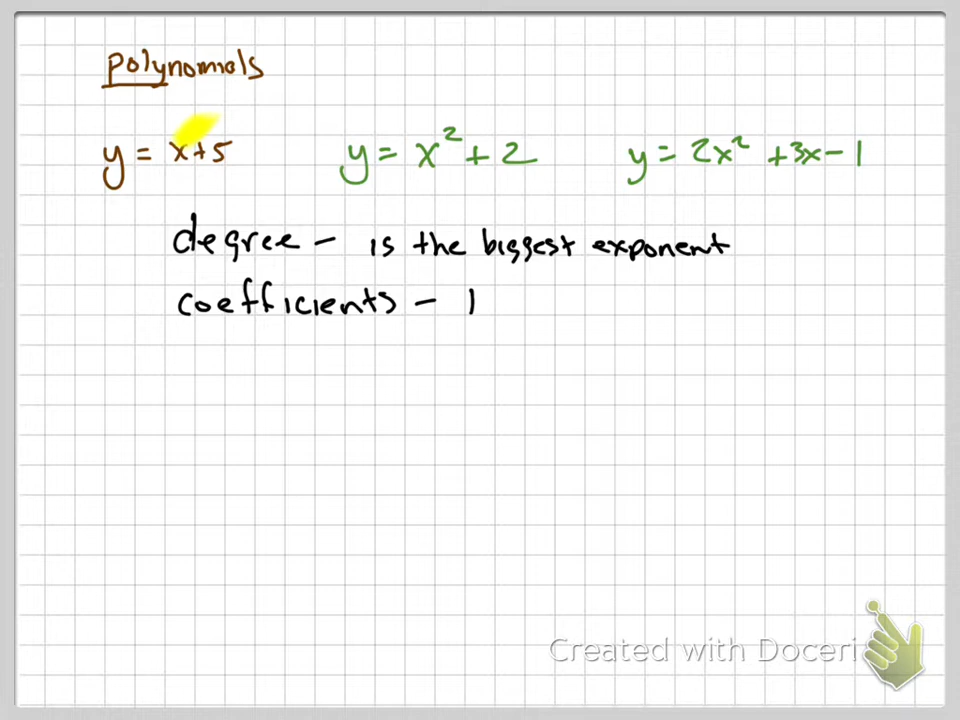 polynomials
y = x+5 y = x² + 2 y = 2x² +3x - 1
degree - is the biggest exponent
coefficients - 1
Created with Doceri